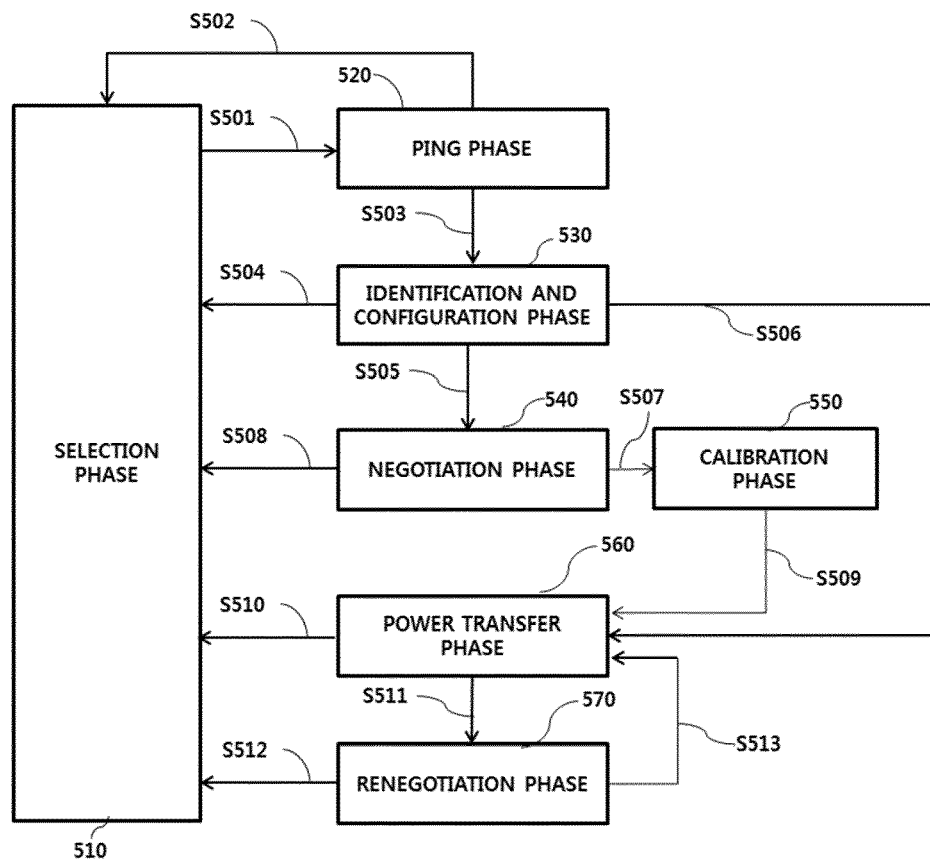 S502
520
S501
PING PHASE
S503
530
S504
IDENTIFICATION AND
CONFIGURATION PHASE
S506
S505
540
S507
550
SELECTION
PHASE
S508
NEGOTIATION PHASE
CALIBRATION
PHASE
560
S509
S510
POWER TRANSFER
PHASE
S511
570
S513
S512
RENEGOTIATION PHASE
510